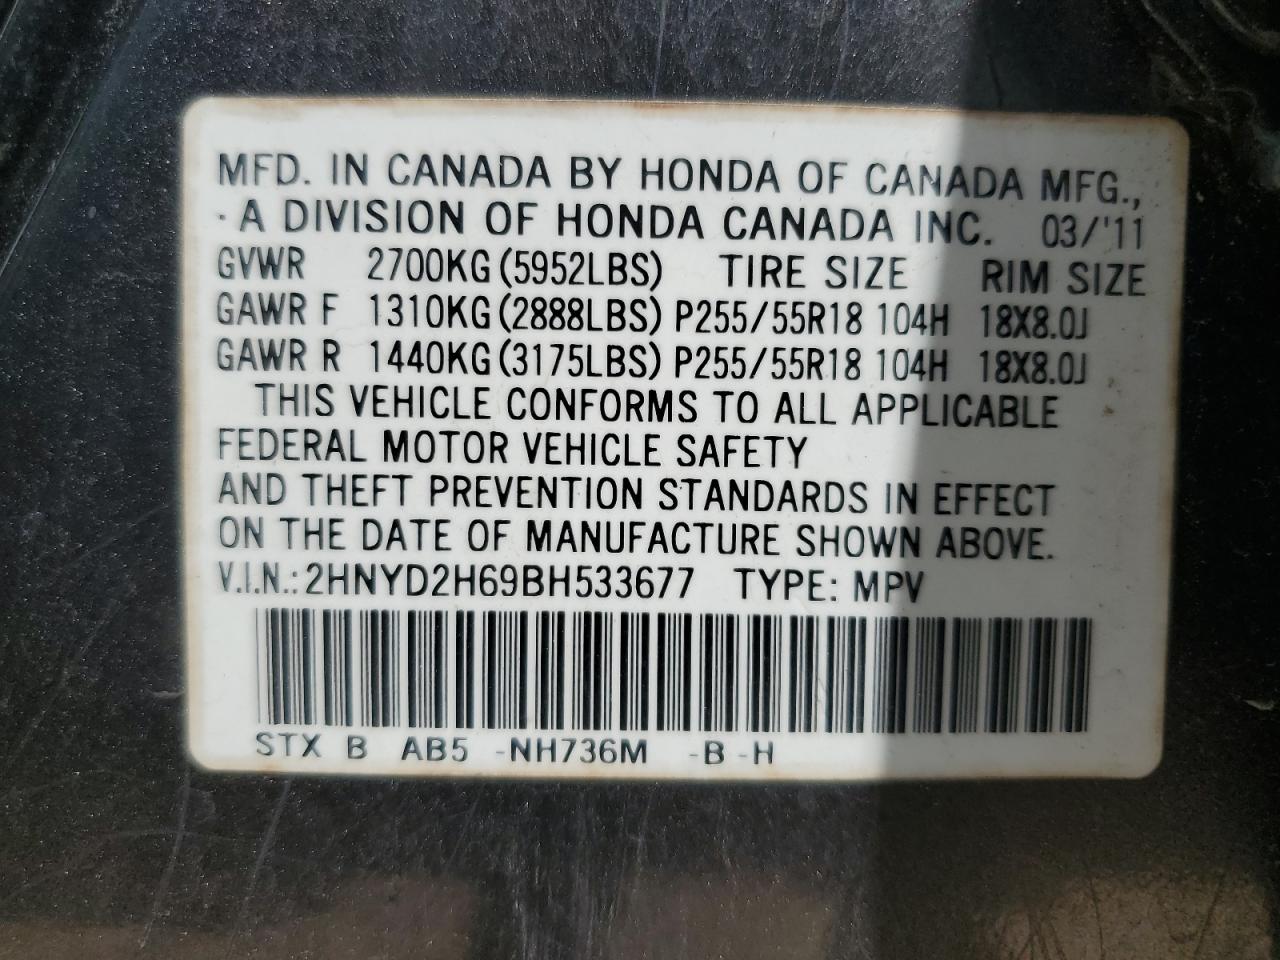 MFD. IN CANADA BY HONDA OF CANADA MFG.,
· A DIVISION OF HONDA CANADA INC. 03/'11
GVWR 2700KG (5952LBS) TIRE SIZE RIM SIZE
GAWR F 1310KG (2888LBS) P255/55R18 104H 18X8.0J
GAWR R 1440KG (3175LBS) P255/55R18 104H 18X8.0J
THIS VEHICLE CONFORMS TO ALL APPLICABLE
FEDERAL MOTOR VEHICLE SAFETY
AND THEFT PREVENTION STANDARDS IN EFFECT
ON THE DATE OF MANUFACTURE SHOWN ABOVE.
V.I.N.: 2HNYD2H69BH533677 TYPE: MPV
STX B AB5 -NH736M -B -H